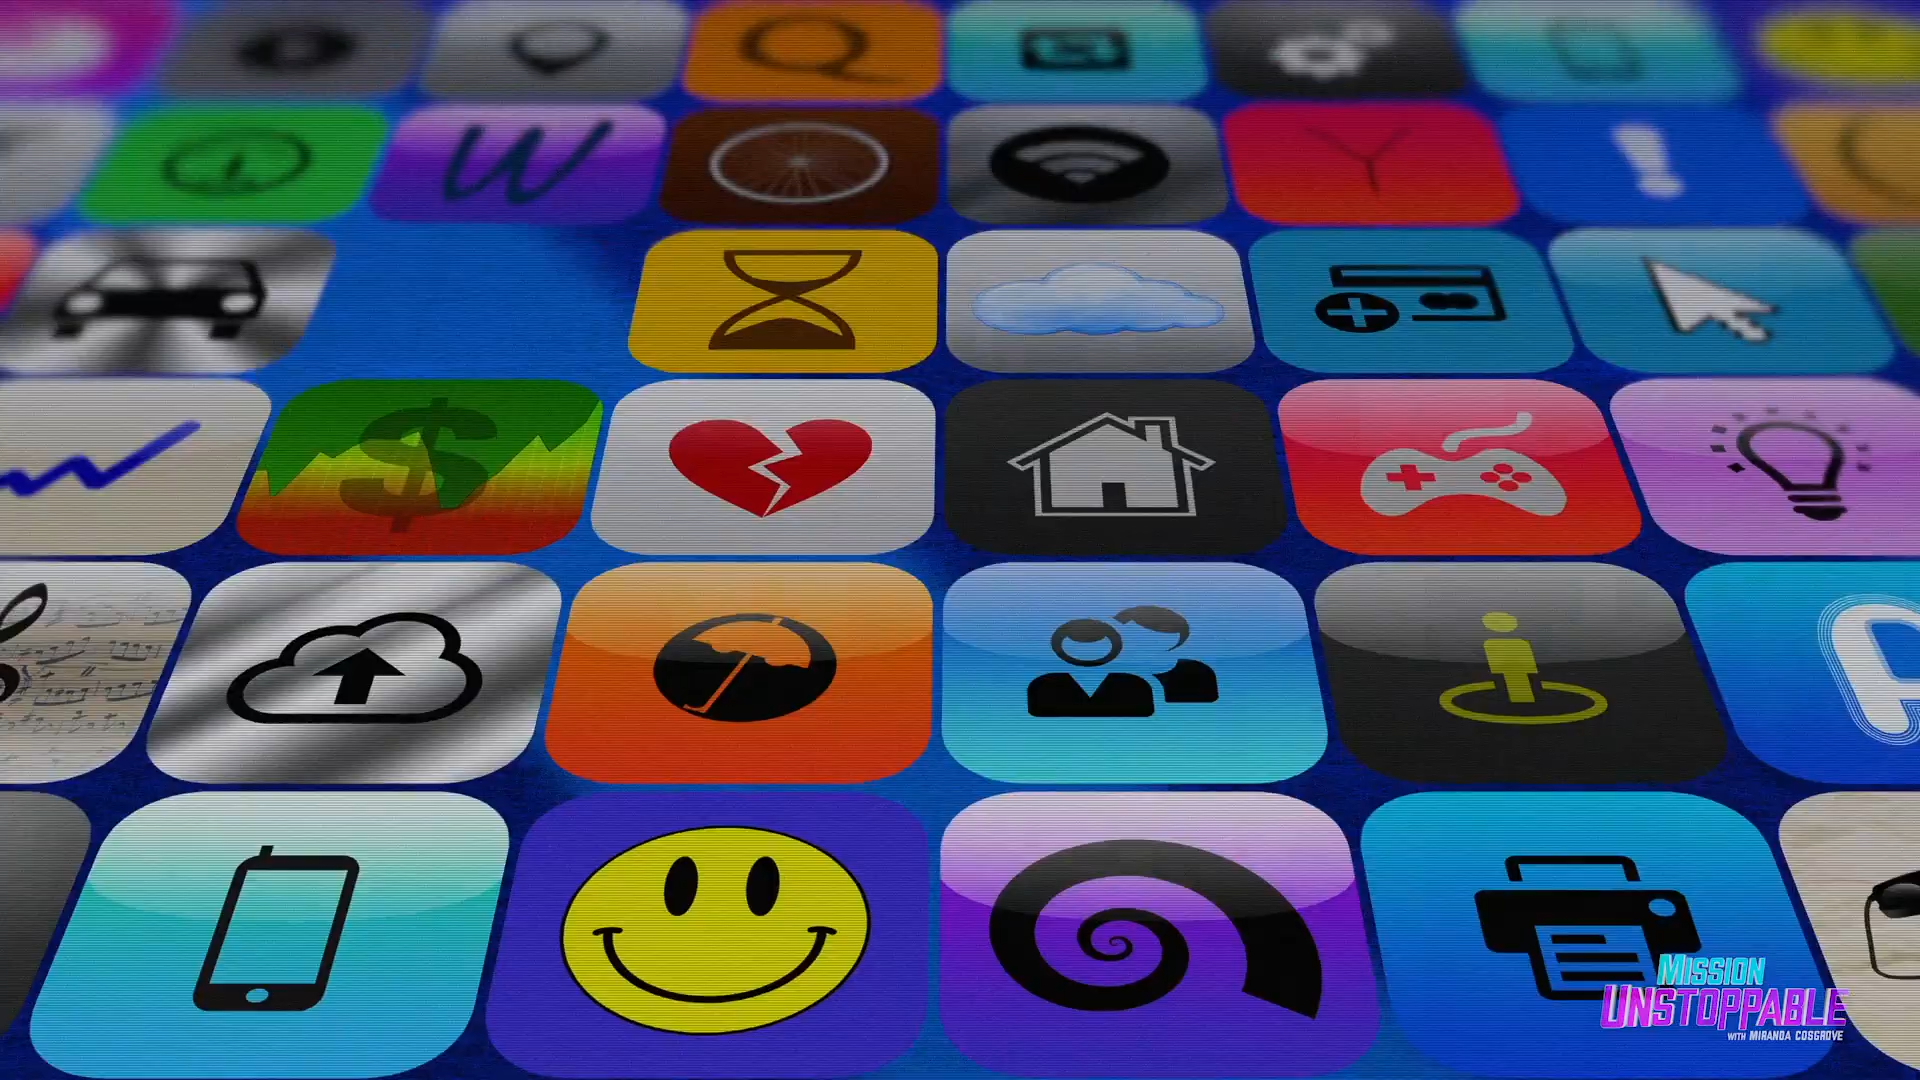 Q
W
Y
!
$
A
MISSION
UNSTOPPABLE
WITH MIRANDA COSGROVE